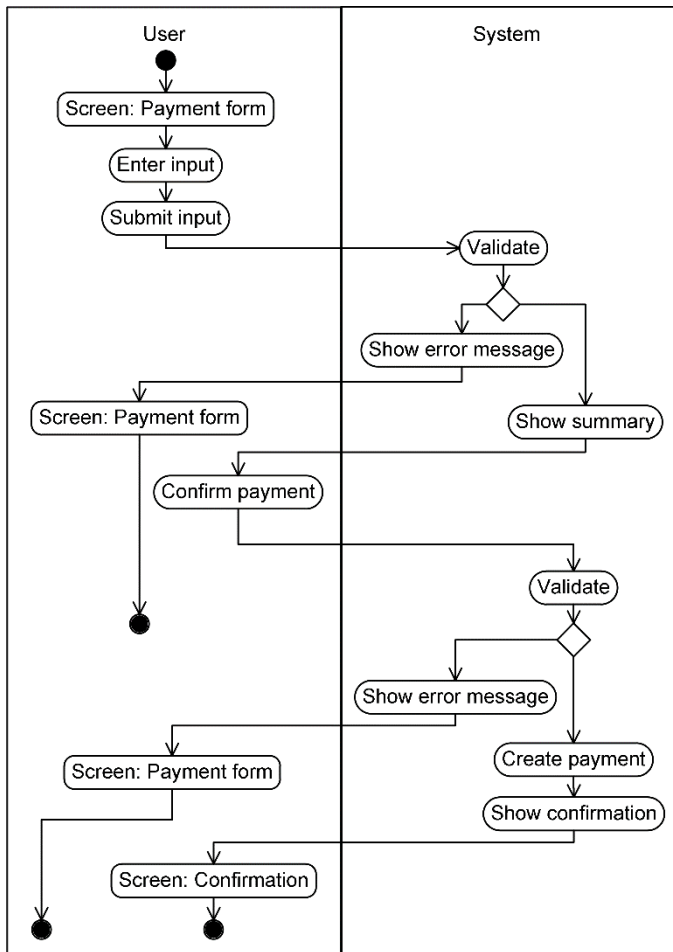 User
System
Screen: Payment form
Enter input
Submit input
Validate
Show error message
Screen: Payment form
Show summary
Confirm payment
Validate
Show error message
Create payment
Screen: Payment form
Show confirmation
Screen: Confirmation